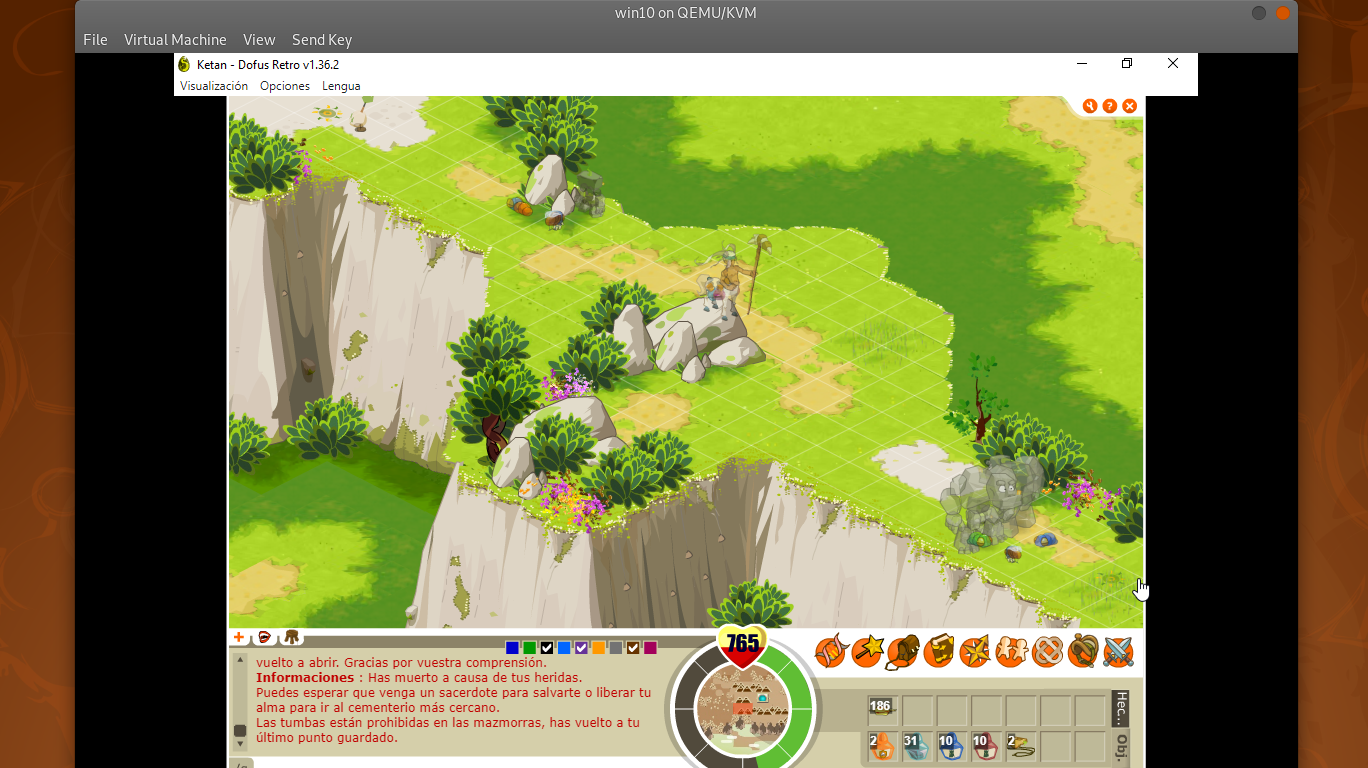 win10 on QEMU/KVM
File Virtual Machine View Send Key
Ketan - Dofus Retro v1.36.2
Visualización Opciones Lengua
?
765
vuelto a abrir. Gracias por vuestra comprensión.
Informaciones : Has muerto a causa de tus heridas.
Puedes esperar que venga un sacerdote para salvarte o liberar tu
alma para ir al cementerio más cercano.
Las tumbas están prohibidas en las mazmorras, has vuelto a tu
último punto guardado.
186
Hec...
2 31 10 10 2
Obj.